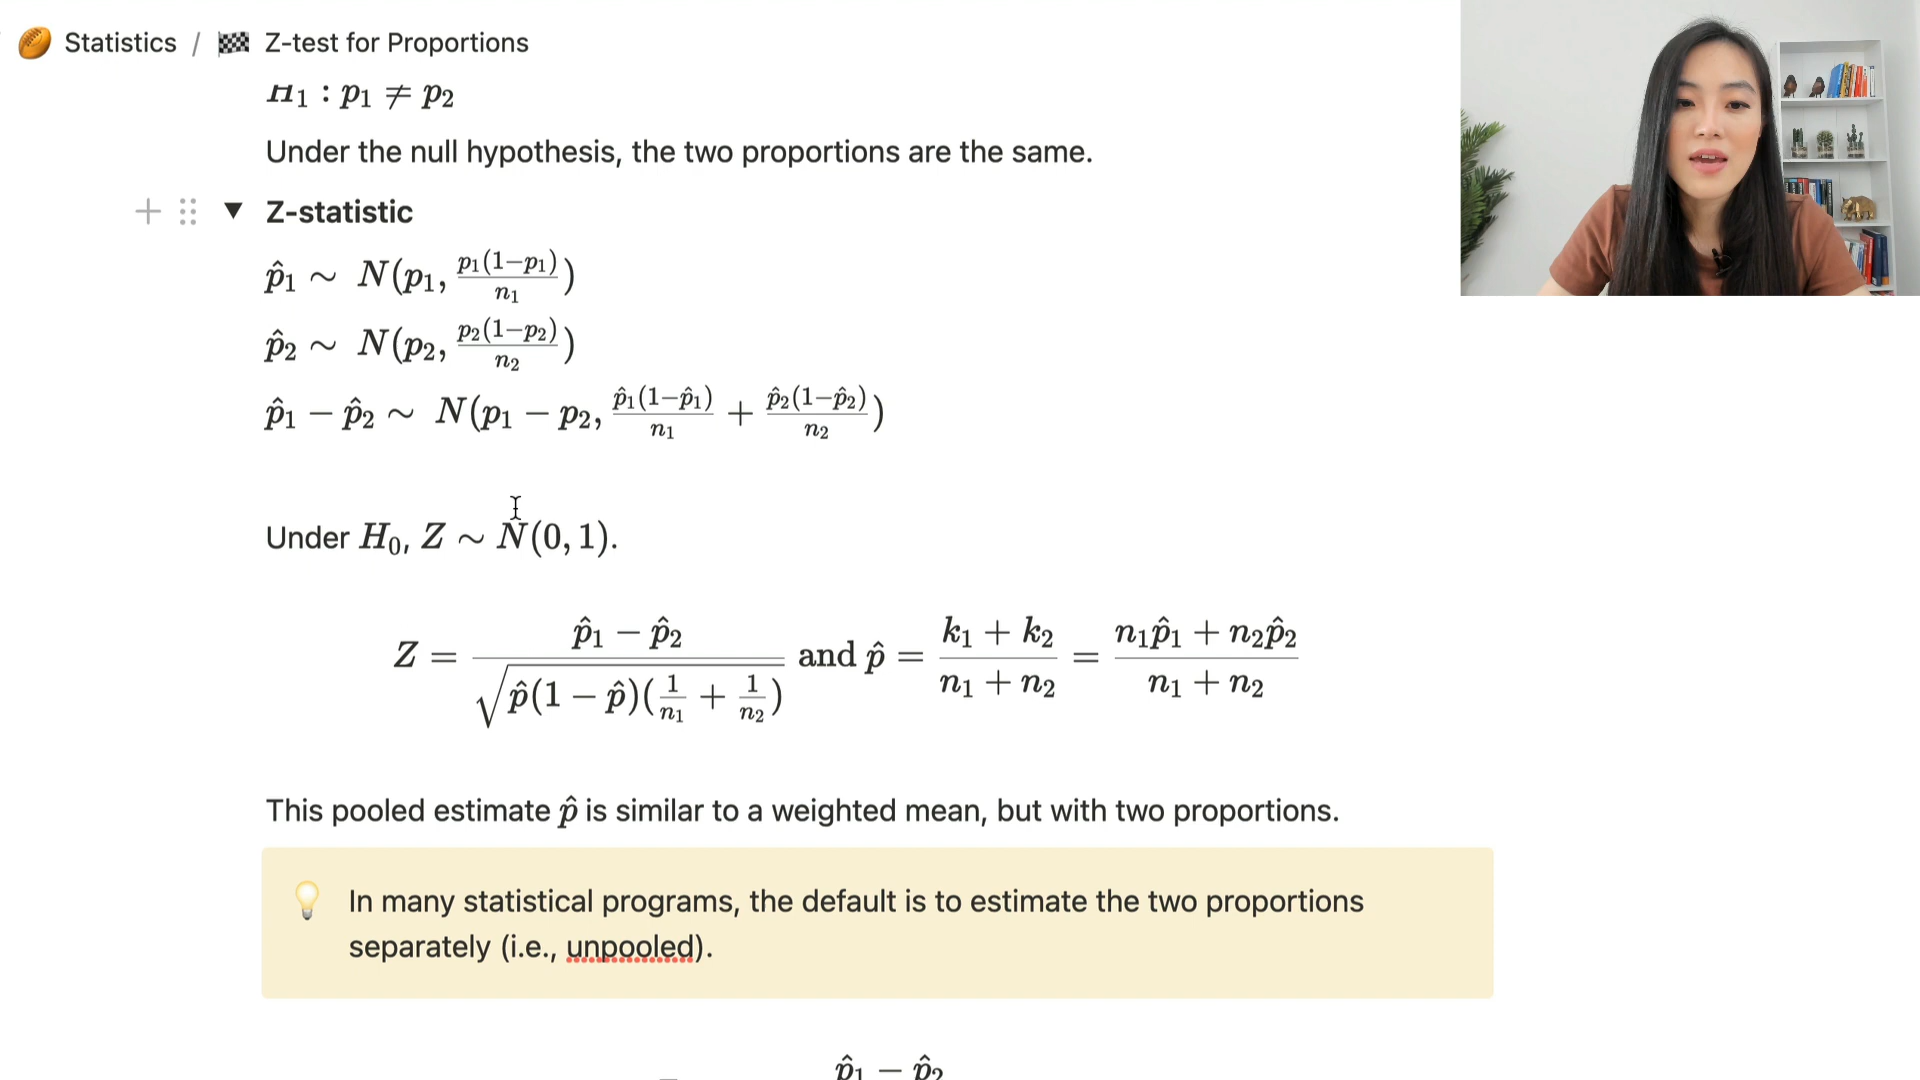 Statistics / Z-test for Proportions
H₁ : p₁ ≠ p₂
Under the null hypothesis, the two proportions are the same.
Z-statistic
p̂₁ ∼ N(p₁, p₁(1−p₁)/n₁)
p̂₂ ∼ N(p₂, p₂(1−p₂)/n₂)
p̂₁ − p̂₂ ∼ N(p₁ − p₂, p̂₁(1−p̂₁)/n₁ + p̂₂(1−p̂₂)/n₂)
Under H₀, Z ∼ N(0, 1).
Z = (p̂₁ − p̂₂)/√(p̂(1 − p̂)(1/n₁ + 1/n₂)) and p̂ = (k₁ + k₂)/(n₁ + n₂) = (n₁p̂₁ + n₂p̂₂)/(n₁ + n₂)
This pooled estimate p̂ is similar to a weighted mean, but with two proportions.
In many statistical programs, the default is to estimate the two proportions
separately (i.e., unpooled).
p̂₁ − p̂₂